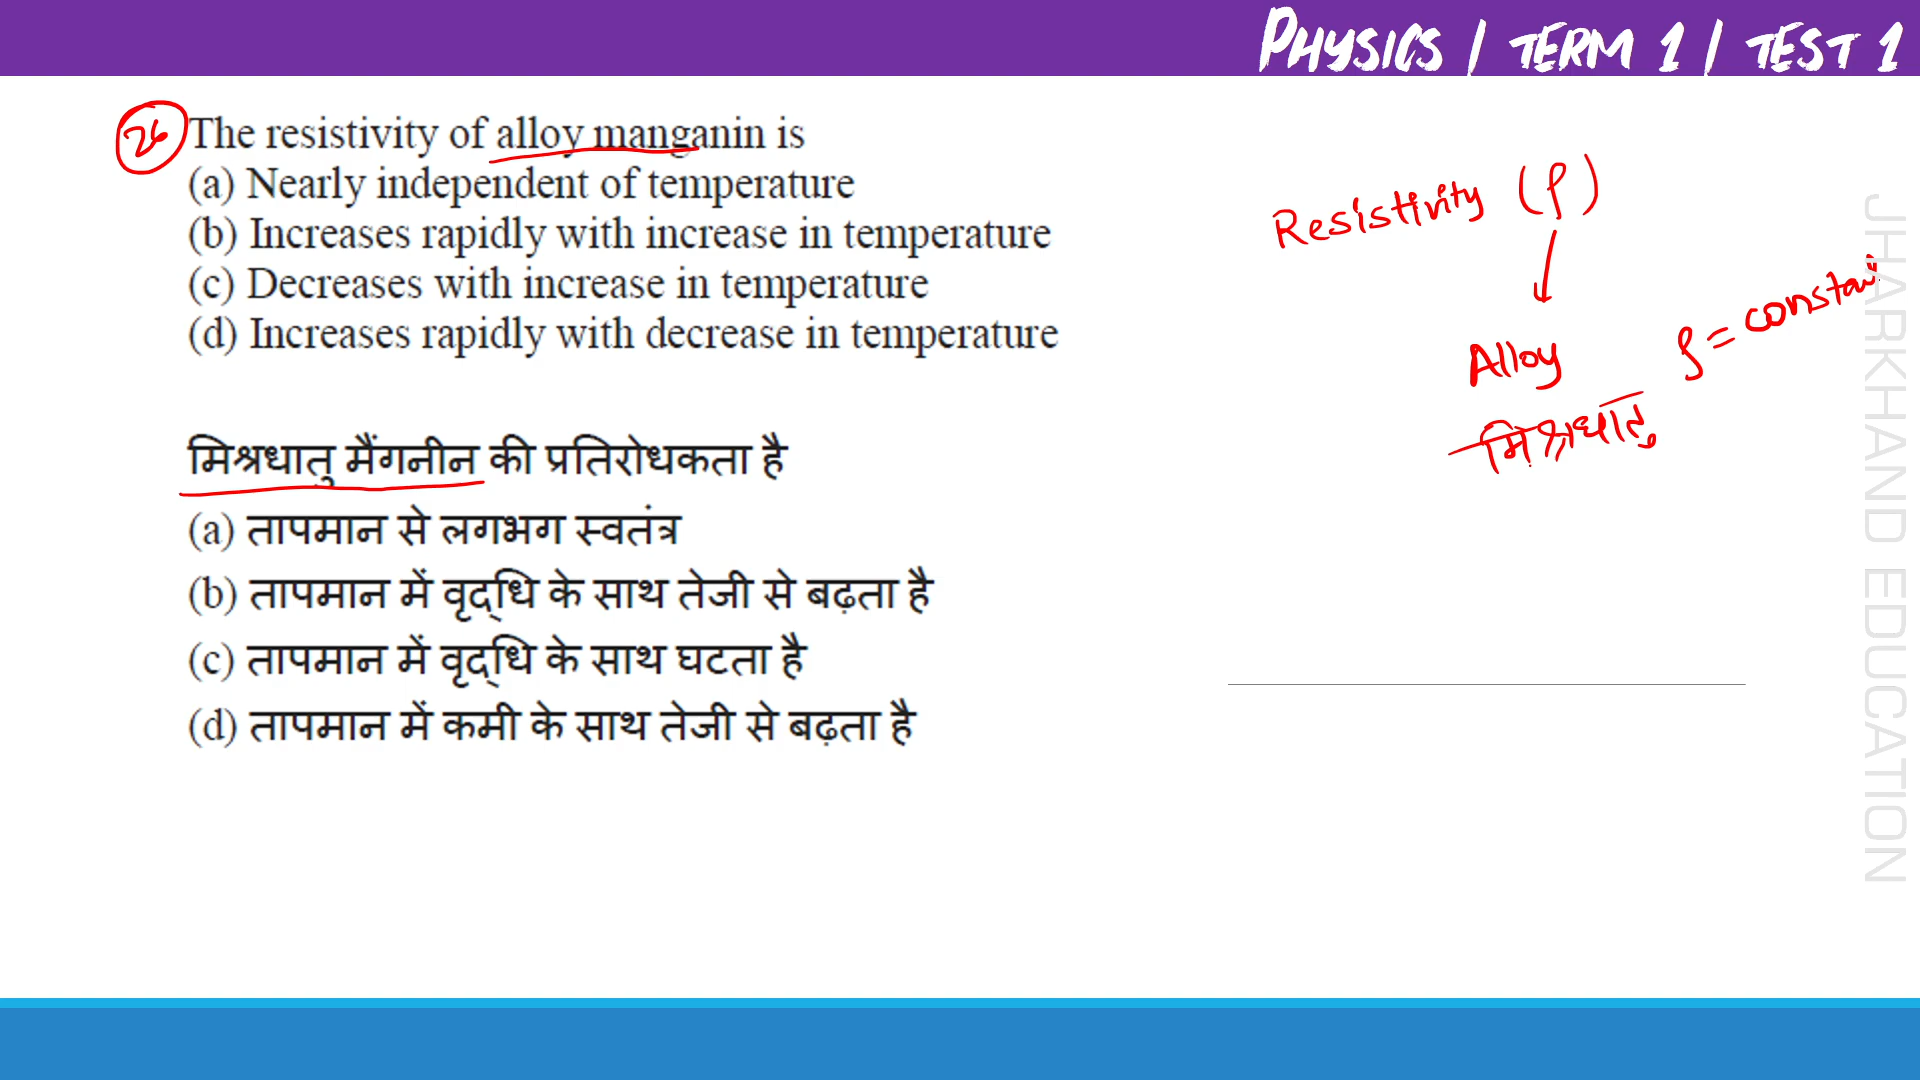 PHYSICS | TERM 1 | TEST 1
26 The resistivity of alloy manganin is
(a) Nearly independent of temperature
(b) Increases rapidly with increase in temperature
(c) Decreases with increase in temperature
(d) Increases rapidly with decrease in temperature
मिश्रधातु मैंगनीन की प्रतिरोधकता है
(a) तापमान से लगभग स्वतंत्र
(b) तापमान में वृद्धि के साथ तेजी से बढ़ता है
(c) तापमान में वृद्धि के साथ घटता है
(d) तापमान में कमी के साथ तेजी से बढ़ता है
Resistivity (ρ)
Alloy
मिश्रधातु
ρ = constant
JHARKHAND EDUCATION